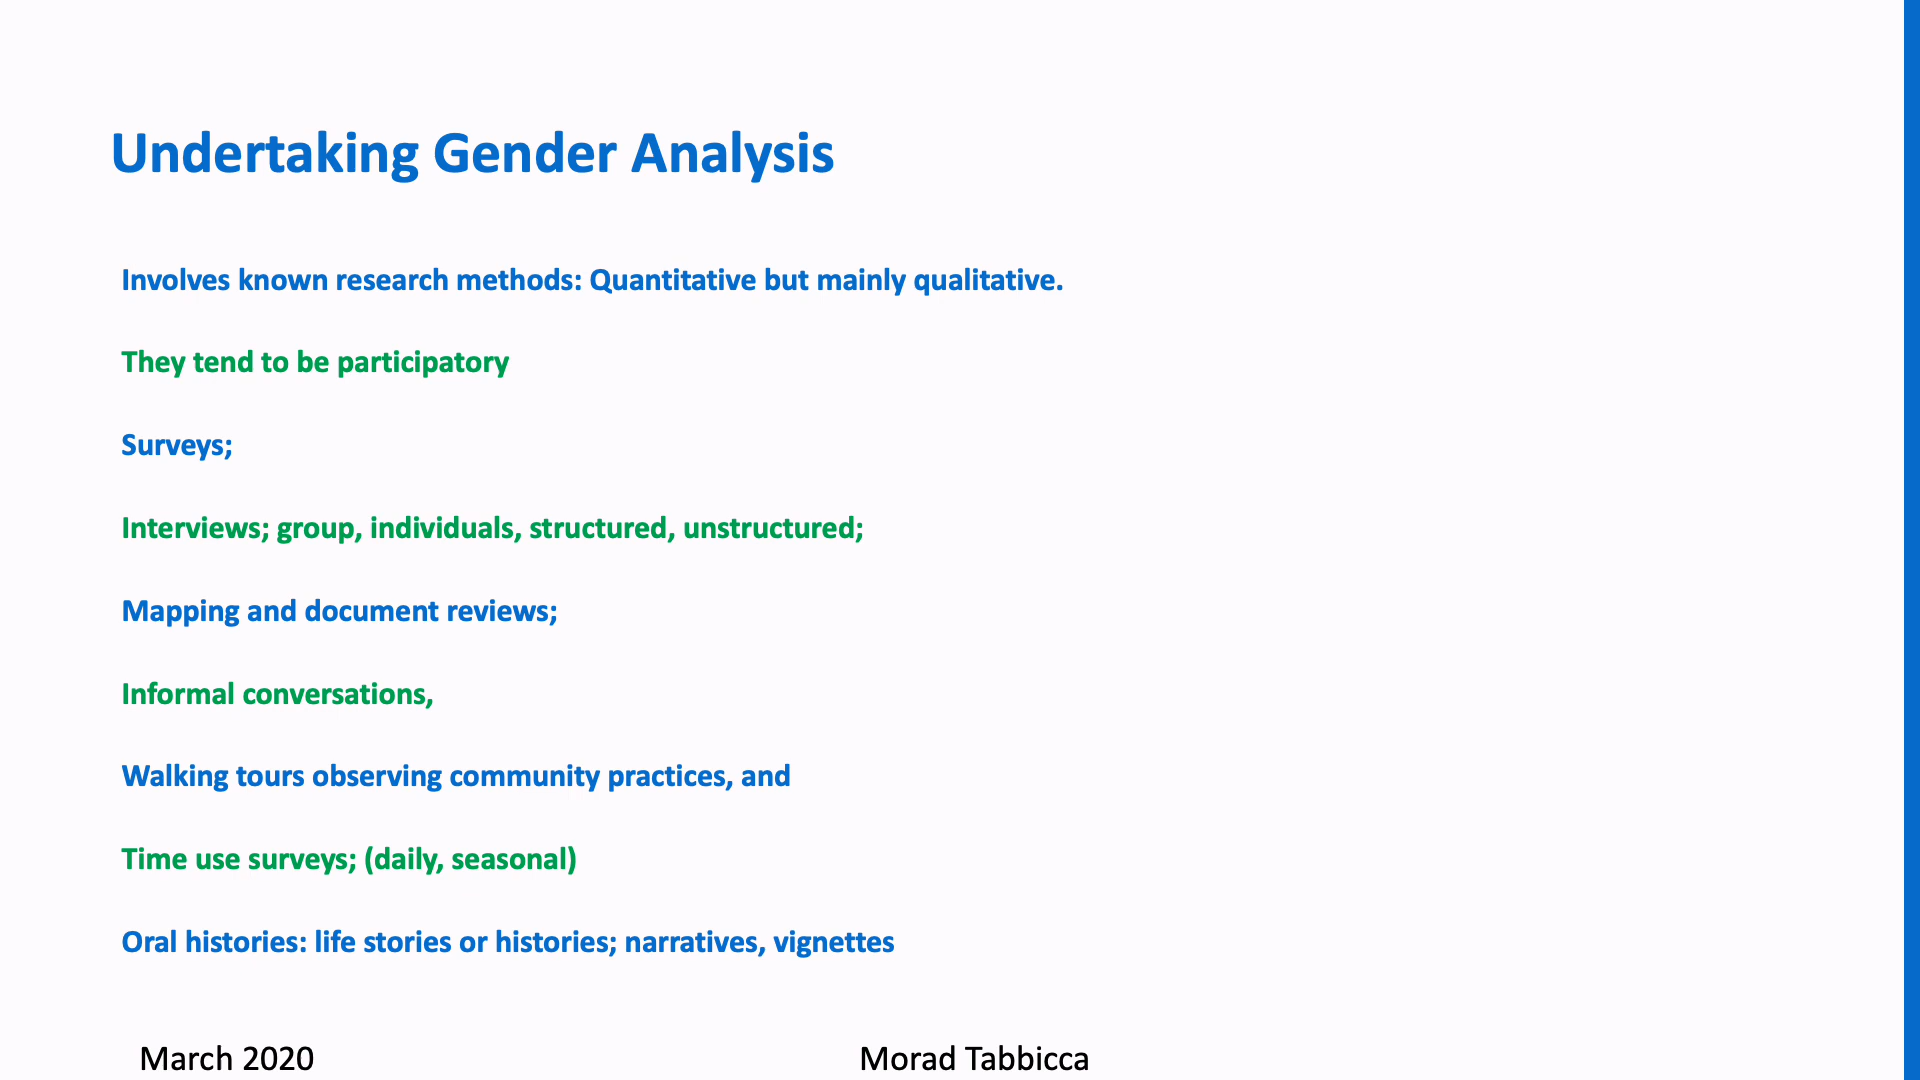 Undertaking Gender Analysis
Involves known research methods: Quantitative but mainly qualitative.
They tend to be participatory
Surveys;
Interviews; group, individuals, structured, unstructured;
Mapping and document reviews;
Informal conversations,
Walking tours observing community practices, and
Time use surveys; (daily, seasonal)
Oral histories: life stories or histories; narratives, vignettes
March 2020
Morad Tabbicca